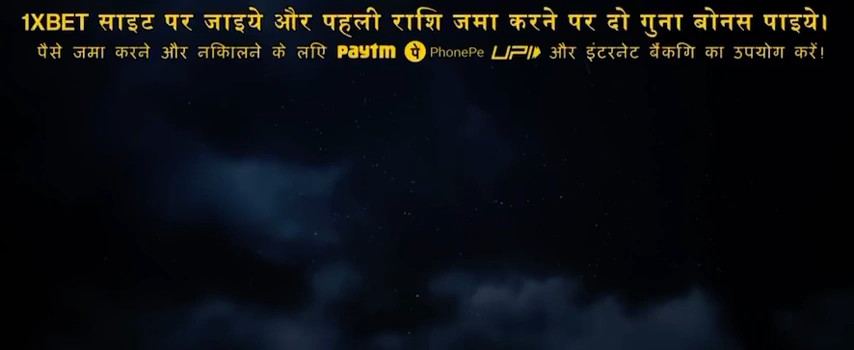 1XBET साइट पर जाइये और पहली राशि जमा करने पर दो गुना बोनस पाइये।
पैसे जमा करने और नकिालने के लएि Paytm पे PhonePe UPI और इंटरनेट बैंकगि का उपयोग करें!